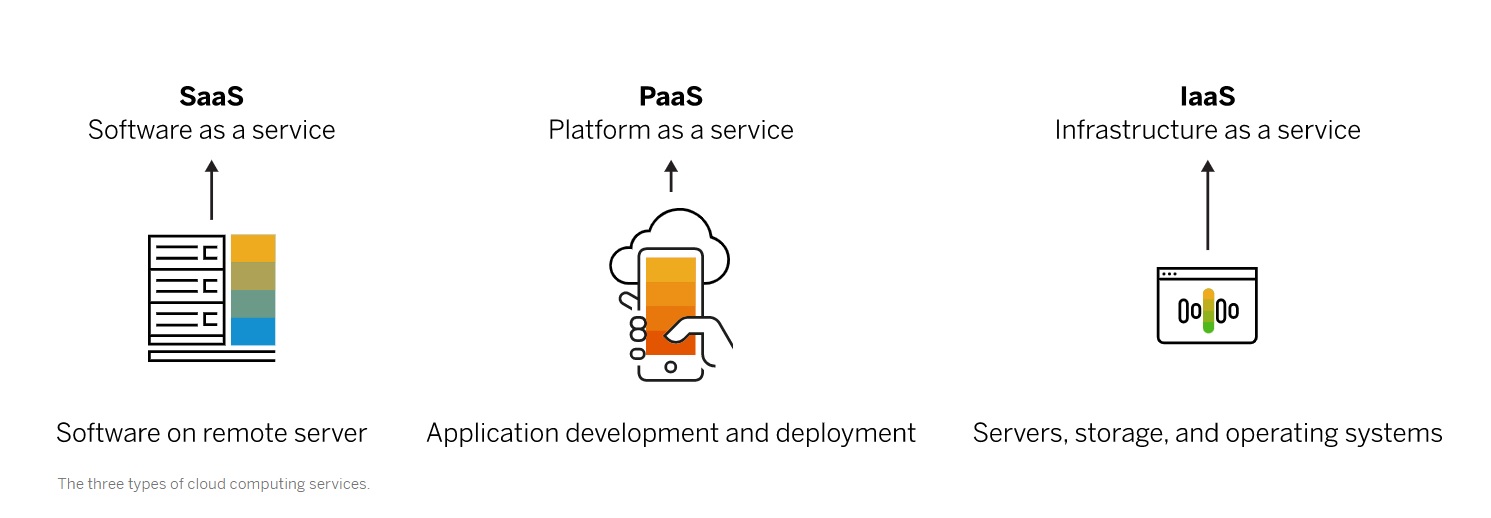 SaaS
Software as a service
PaaS
Platform as a service
IaaS
Infrastructure as a service
Software on remote server
Application development and deployment
Servers, storage, and operating systems
The three types of cloud computing services.